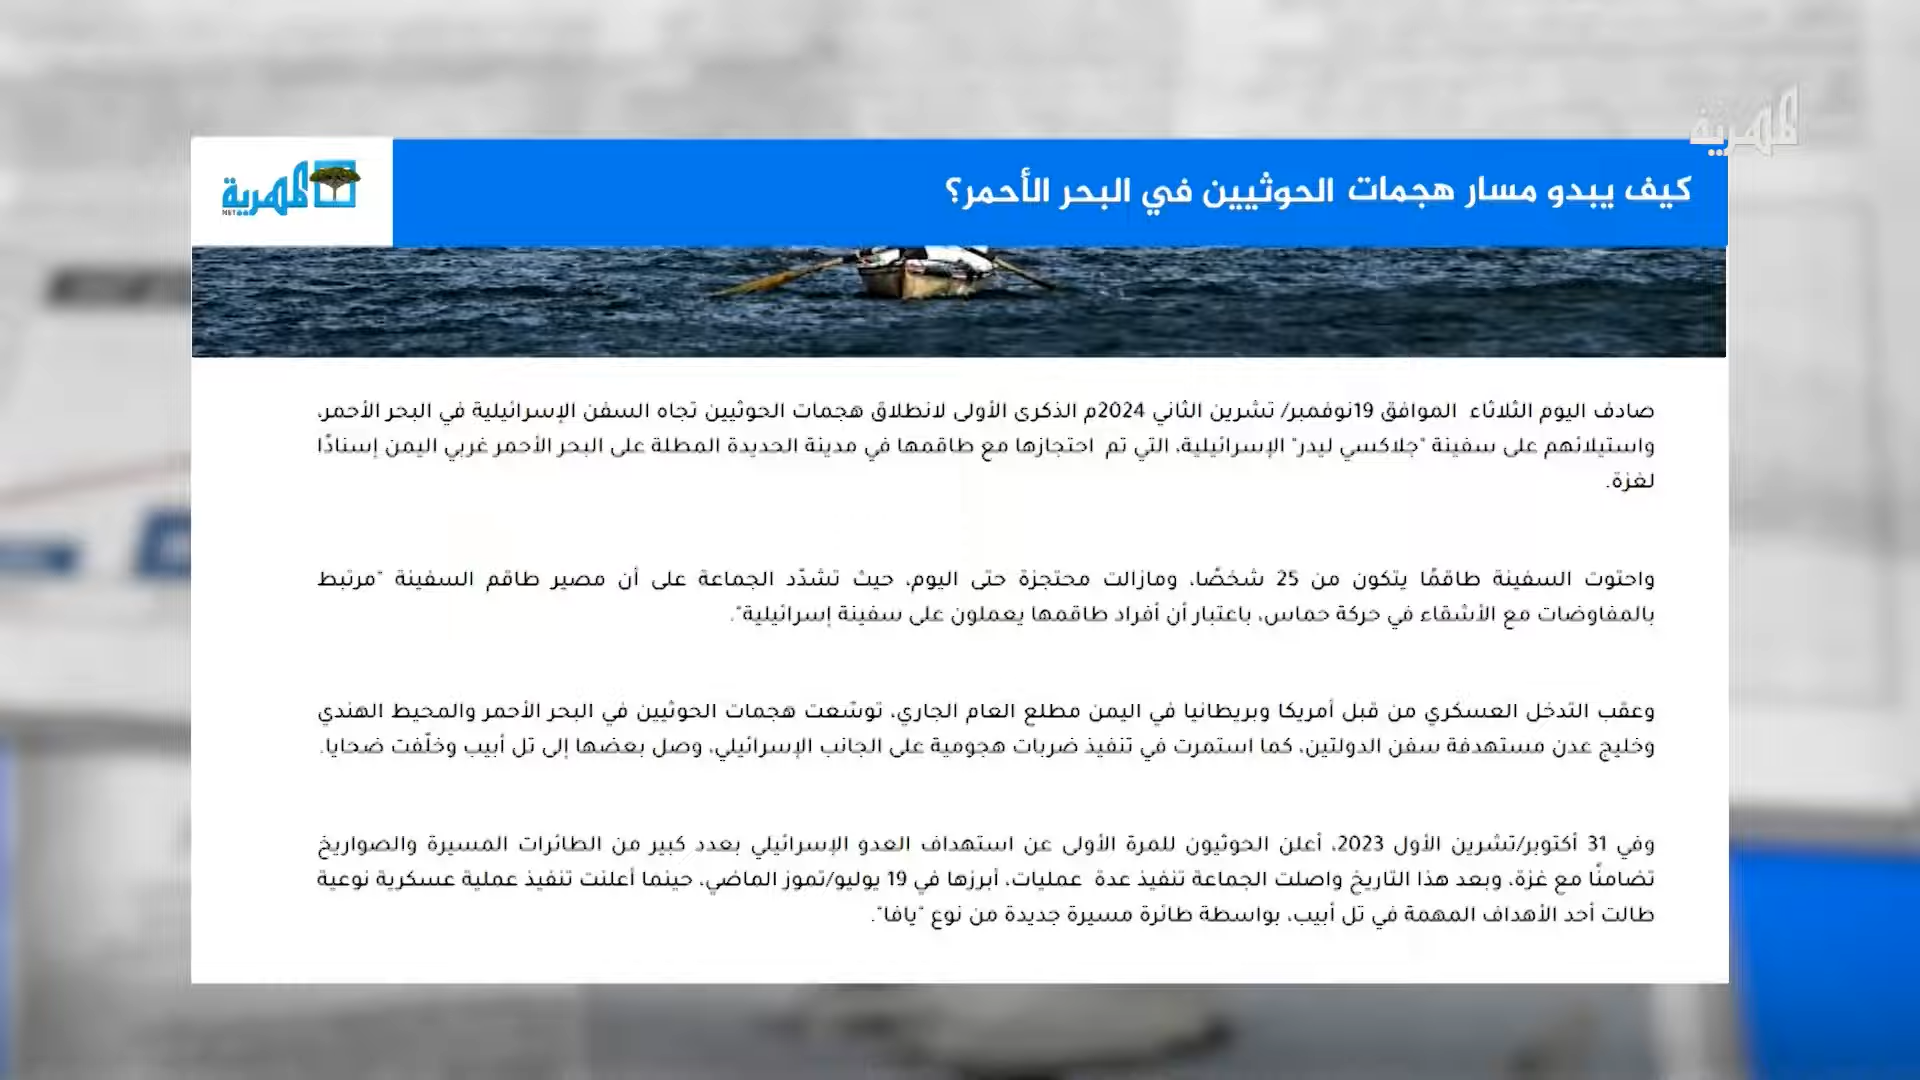 المهرية
كيف يبدو مسار هجمات الحوثيين في البحر الأحمر؟
المهرية
NET
صادف اليوم الثلاثاء الموافق 19نوفمبر/ تشرين الثاني 2024م الذكرى الأولى لانطلاق هجمات الحوثيين تجاه السفن الإسرائيلية في البحر الأحمر،
واستيلائهم على سفينة "جلاكسي ليدر" الإسرائيلية، التي تم احتجازها مع طاقمها في مدينة الحديدة المطلة على البحر الأحمر غربي اليمن إسنادًا
لغزة.
واحتوت السفينة طاقمًا يتكون من 25 شخصًا، ومازالت محتجزة حتى اليوم، حيث تشدّد الجماعة على أن مصير طاقم السفينة "مرتبط
بالمفاوضات مع الأشقاء في حركة حماس، باعتبار أن أفراد طاقمها يعملون على سفينة إسرائيلية".
وعقب التدخل العسكري من قبل أمريكا وبريطانيا في اليمن مطلع العام الجاري، توسّعت هجمات الحوثيين في البحر الأحمر والمحيط الهندي
وخليج عدن مستهدفة سفن الدولتين، كما استمرت في تنفيذ ضربات هجومية على الجانب الإسرائيلي، وصل بعضها إلى تل أبيب وخلّفت ضحايا.
وفي 31 أكتوبر/تشرين الأول 2023، أعلن الحوثيون للمرة الأولى عن استهداف العدو الإسرائيلي بعدد كبير من الطائرات المسيرة والصواريخ
تضامنًا مع غزة، وبعد هذا التاريخ واصلت الجماعة تنفيذ عدة عمليات، أبرزها في 19 يوليو/تموز الماضي، حينما أعلنت تنفيذ عملية عسكرية نوعية
طالت أحد الأهداف المهمة في تل أبيب، بواسطة طائرة مسيرة جديدة من نوع "يافا".